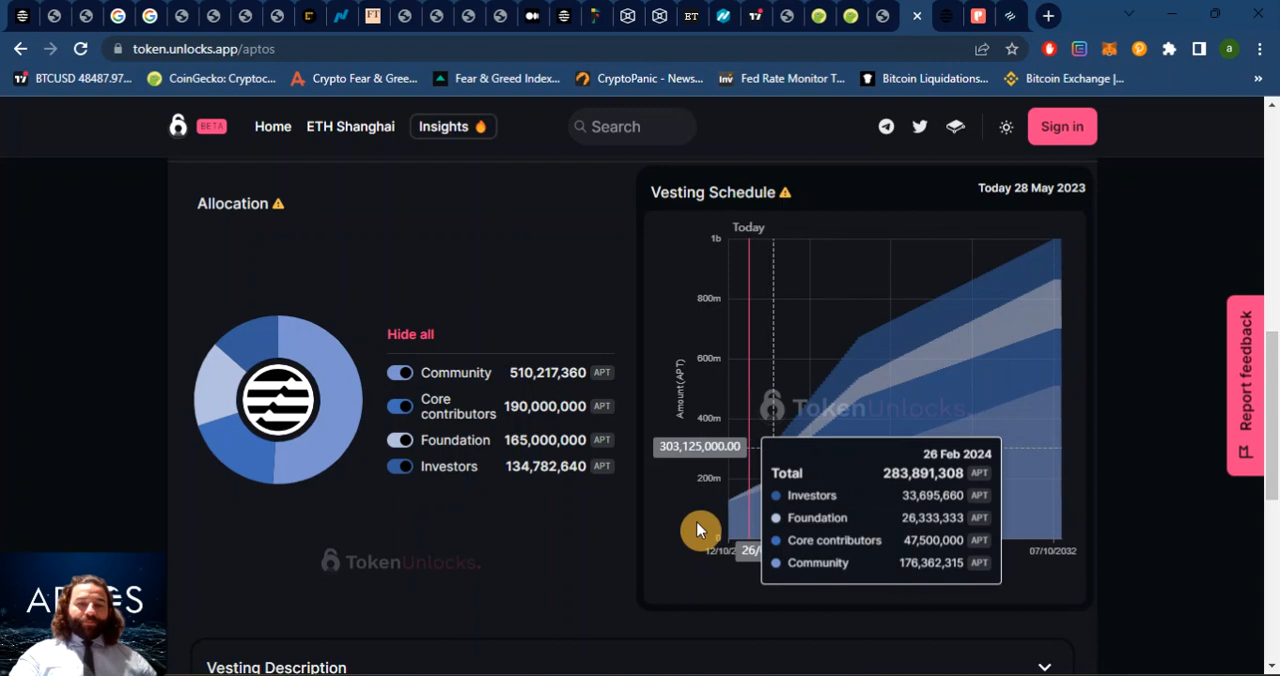 token.unlocks.app/aptos
BTCUSD 48487.97...
CoinGecko: Cryptoc...
Crypto Fear & Gree...
Fear & Greed Index...
CryptoPanic - News...
Fed Rate Monitor T...
Bitcoin Liquidations...
Bitcoin Exchange |...
»
BETA
Home
ETH Shanghai
Insights
Search
Sign in
Allocation
Vesting Schedule
Today 28 May 2023
Hide all
Community 510,217,360 APT
Core contributors 190,000,000 APT
Foundation 165,000,000 APT
Investors 134,782,640 APT
TokenUnlocks.
Today
1b
800m
600m
400m
200m
0
Amount(APT)
303,125,000.00
TokenUnlocks.
26 Feb 2024
Total 283,891,308 APT
Investors 33,695,660 APT
Foundation 26,333,333 APT
Core contributors 47,500,000 APT
Community 176,362,315 APT
12/10/2
26/
07/10/2032
Vesting Description
Report feedback